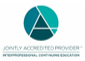 JOINTLY ACCREDITED PROVIDER™
INTERPROFESSIONAL CONTINUING EDUCATION